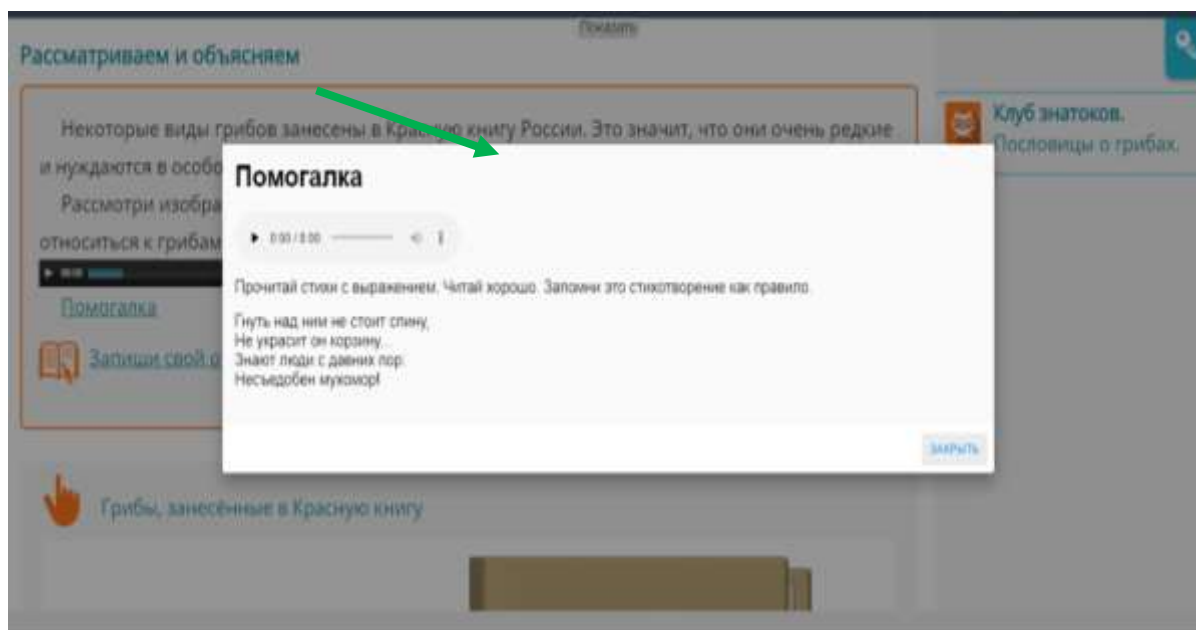 Показать
Рассматриваем и объясняем
Некоторые виды грибов занесены в Красную книгу России. Это значит, что они очень редкие
и нуждаются в особо
Рассмотри изобра
относиться к грибам
00:00
Помогалка
Запиши свой о
Клуб знатоков.
Пословицы о грибах.
Помогалка
0:00 / 0:00
Прочитай стихи с выражением. Читай хорошо. Запомни это стихотворение как правило.
Гнуть над ним не стоит спину,
Не украсит он корзину.
Знают люди с давних пор:
Несъедобен мухомор!
ЗАКРЫТЬ
Грибы, занесённые в Красную книгу